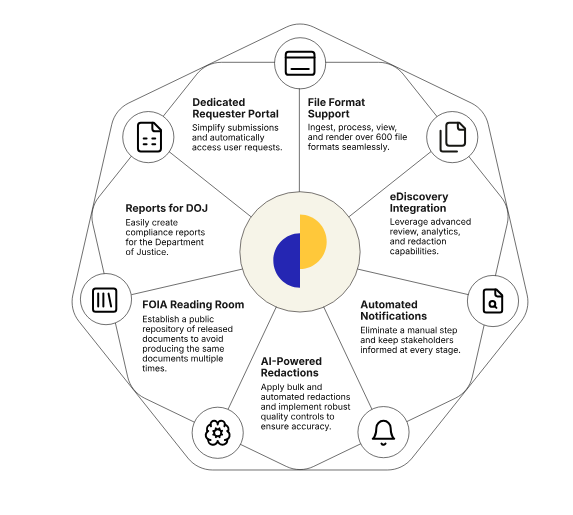 Dedicated
Requester Portal
Simplify submissions
and automatically
access user requests.
File Format
Support
Ingest, process, view,
and render over 600 file
formats seamlessly.
eDiscovery
Integration
Leverage advanced
review, analytics,
and redaction
capabilities.
Reports for DOJ
Easily create
compliance reports
for the Department
of Justice.
FOIA Reading Room
Establish a public
repository of released
documents to avoid
producing the same
documents multiple
times.
Automated
Notifications
Eliminate a manual step
and keep stakeholders
informed at every stage.
AI-Powered
Redactions
Apply bulk and
automated redactions
and implement robust
quality controls to
ensure accuracy.